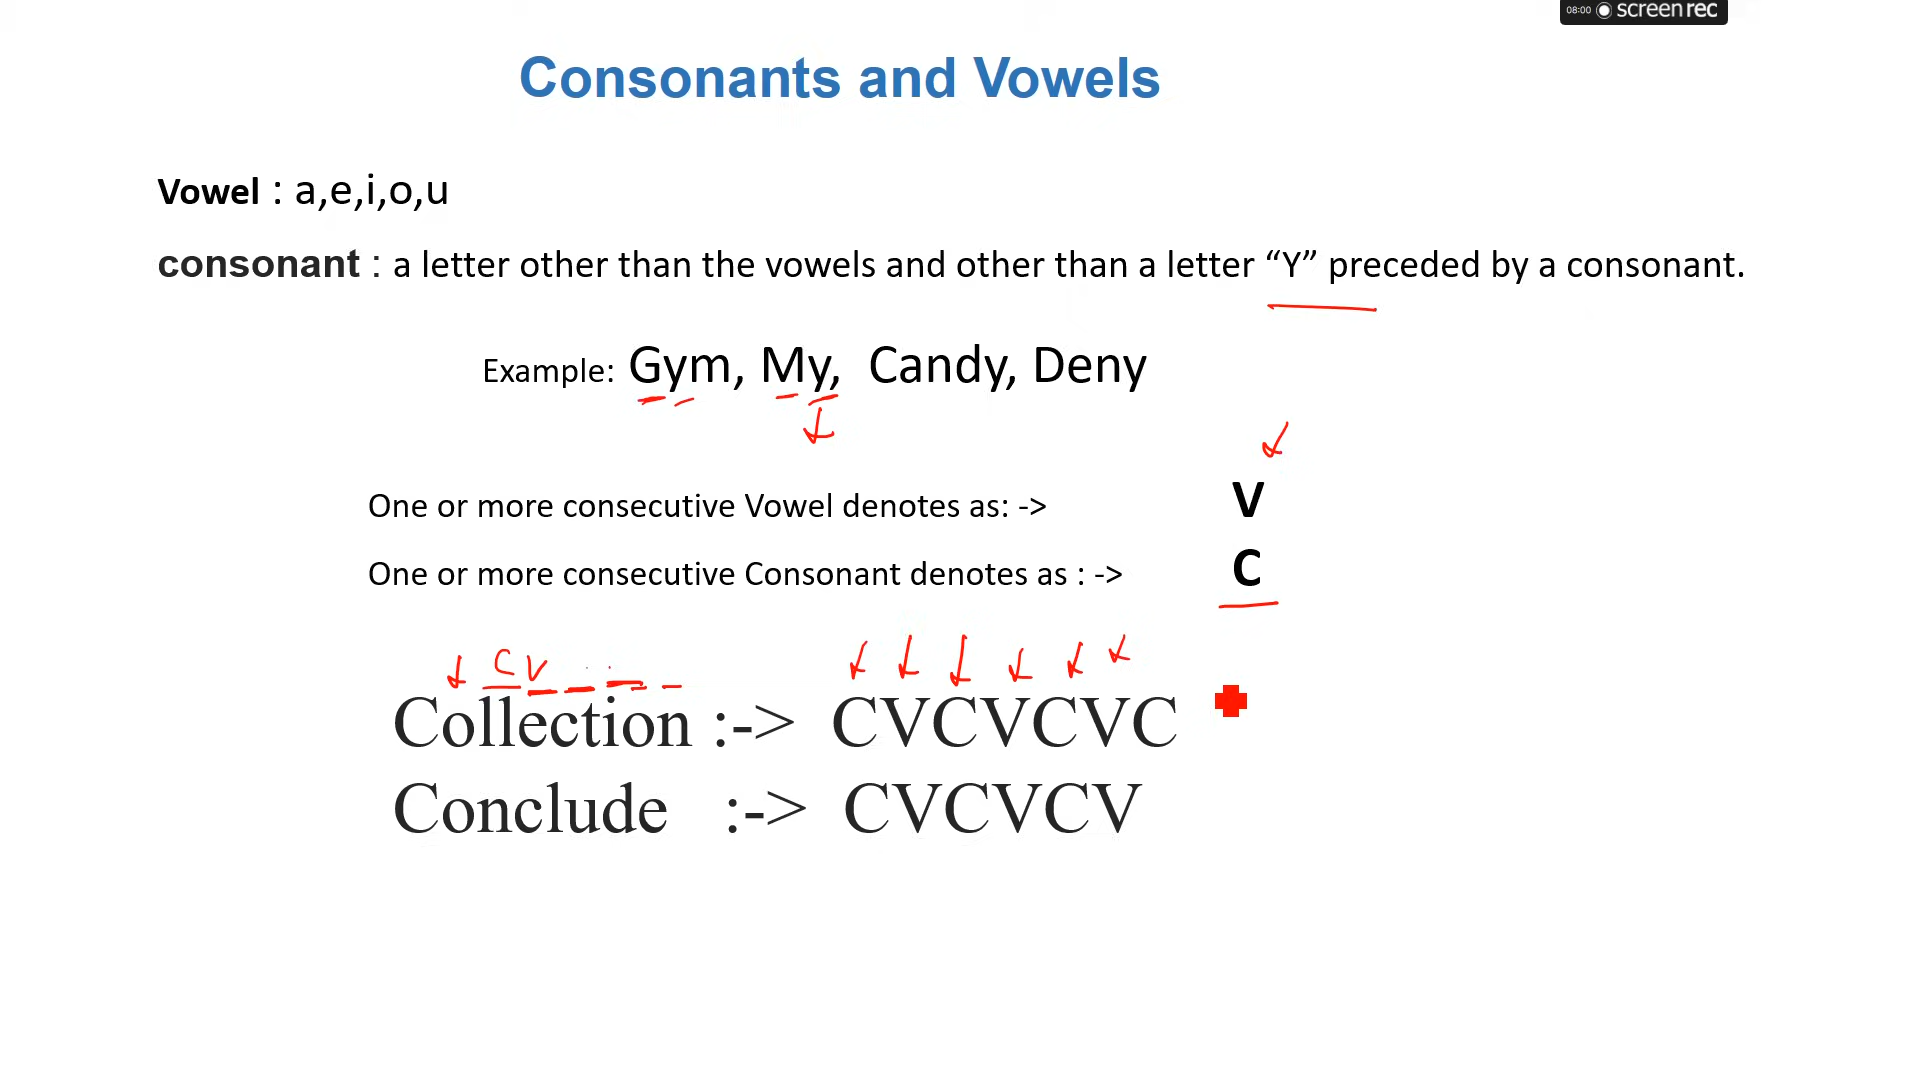 08:00 screen rec
Consonants and Vowels
Vowel : a,e,i,o,u
consonant : a letter other than the vowels and other than a letter “Y” preceded by a consonant.
Example: Gym, My, Candy, Deny
One or more consecutive Vowel denotes as: -> V
One or more consecutive Consonant denotes as : -> C
C V
Collection :-> CVCVCVC
Conclude :-> CVCVCV